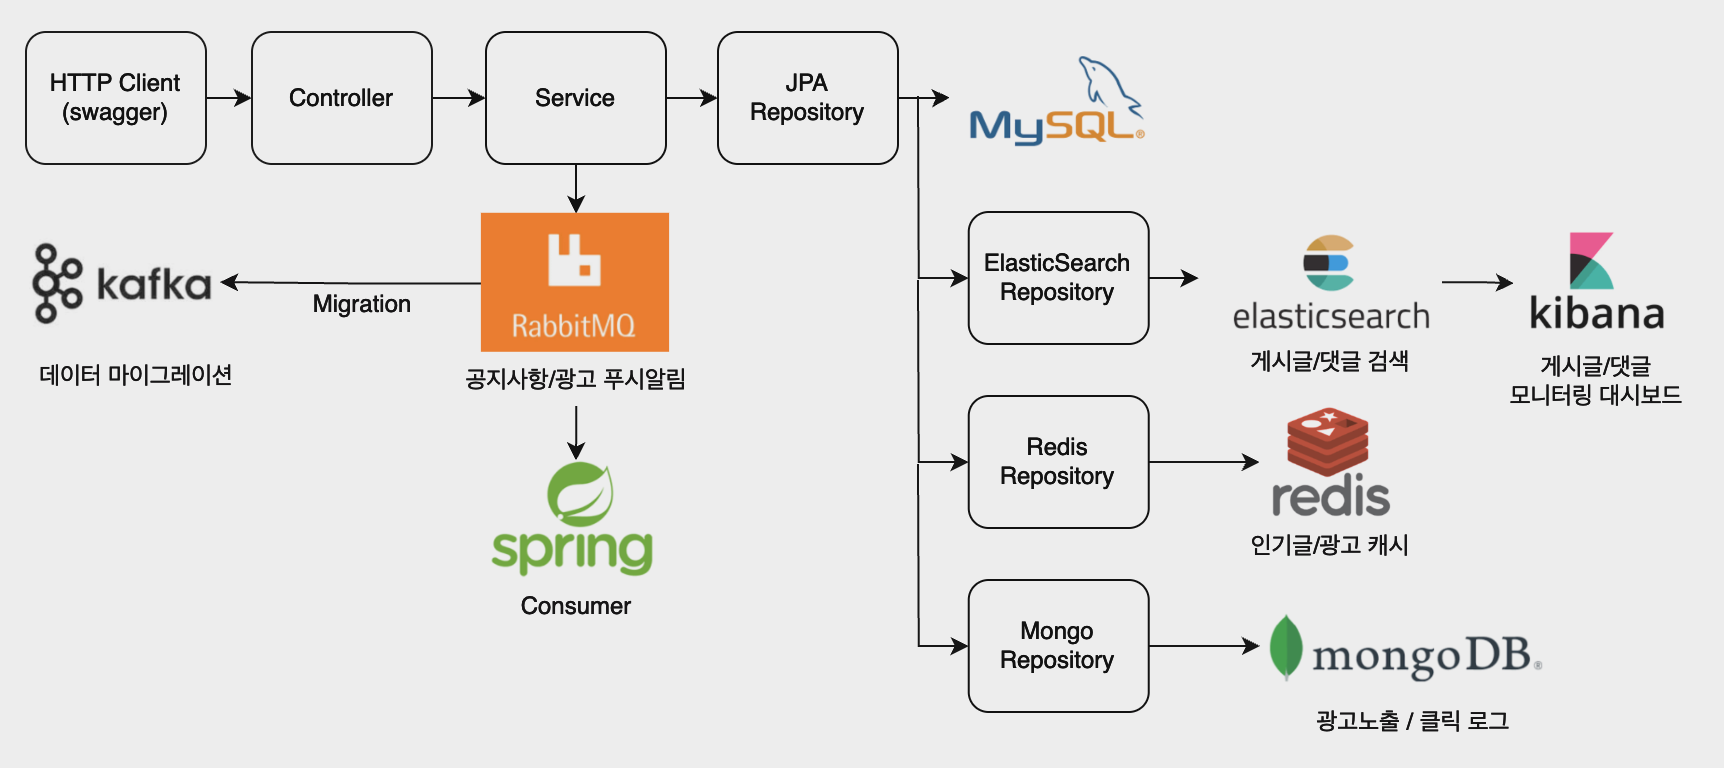 HTTP Client
(swagger)
Controller
Service
JPA
Repository
MySQL®
kafka
Migration
RabbitMQ
데이터 마이그레이션
공지사항/광고 푸시알림
spring
Consumer
ElasticSearch
Repository
elasticsearch
게시글/댓글 검색
kibana
게시글/댓글
모니터링 대시보드
Redis
Repository
redis
인기글/광고 캐시
Mongo
Repository
mongoDB®
광고노출 / 클릭 로그